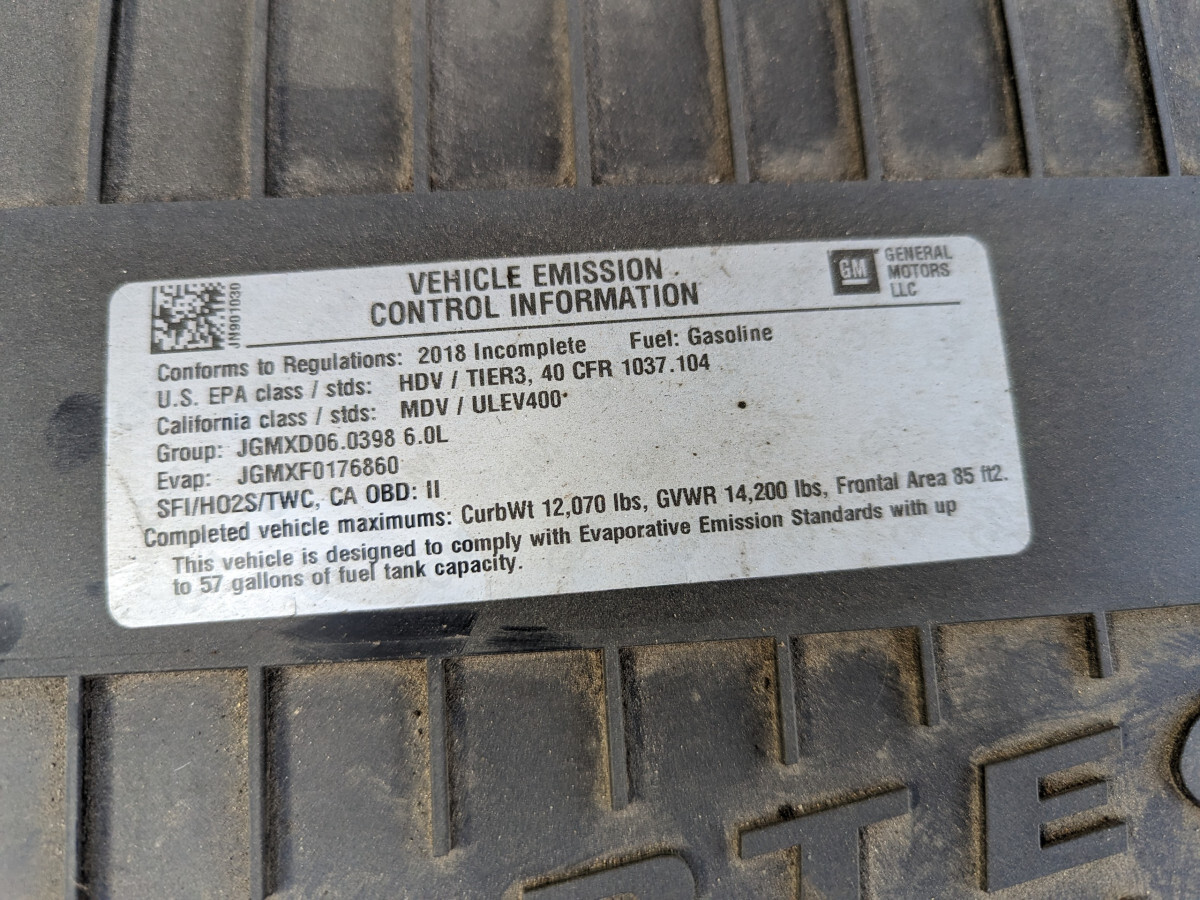 JN901030
VEHICLE EMISSION
CONTROL INFORMATION
GM
GENERAL
MOTORS
LLC
Conforms to Regulations: 2018 Incomplete Fuel: Gasoline
U.S. EPA class / stds: HDV / TIER3, 40 CFR 1037.104
California class / stds: MDV / ULEV400*
Group: JGMXD06.0398 6.0L
Evap: JGMXF0176860
SFI/HO2S/TWC, CA OBD: II
Completed vehicle maximums: CurbWt 12,070 lbs, GVWR 14,200 lbs, Frontal Area 85 ft2.
This vehicle is designed to comply with Evaporative Emission Standards with up
to 57 gallons of fuel tank capacity.